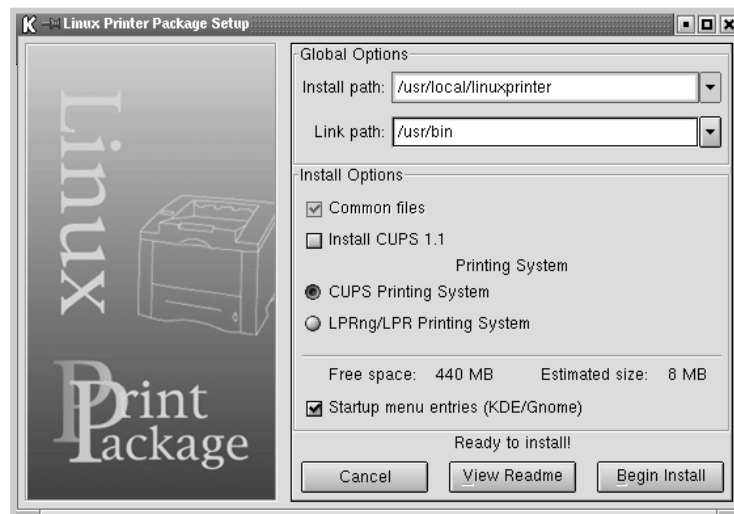 Linux Printer Package Setup
Linux
Print
Package
Global Options
Install path: /usr/local/linuxprinter
Link path: /usr/bin
Install Options
Common files
Install CUPS 1.1
Printing System
CUPS Printing System
LPRng/LPR Printing System
Free space: 440 MB Estimated size: 8 MB
Startup menu entries (KDE/Gnome)
Ready to install!
Cancel View Readme Begin Install